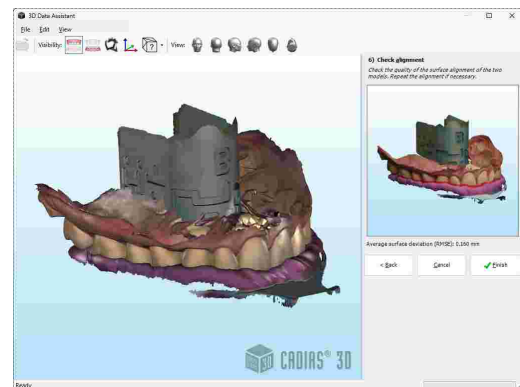 3D Data Assistant
File Edit View
Visibility:
View:
6) Check alignment
Check the quality of the surface alignment of the two
models. Repeat the alignment if necessary.
B
CADIAS® 3D
Average surface deviation (RMSE): 0.160 mm
< Back
Cancel
Finish
Ready